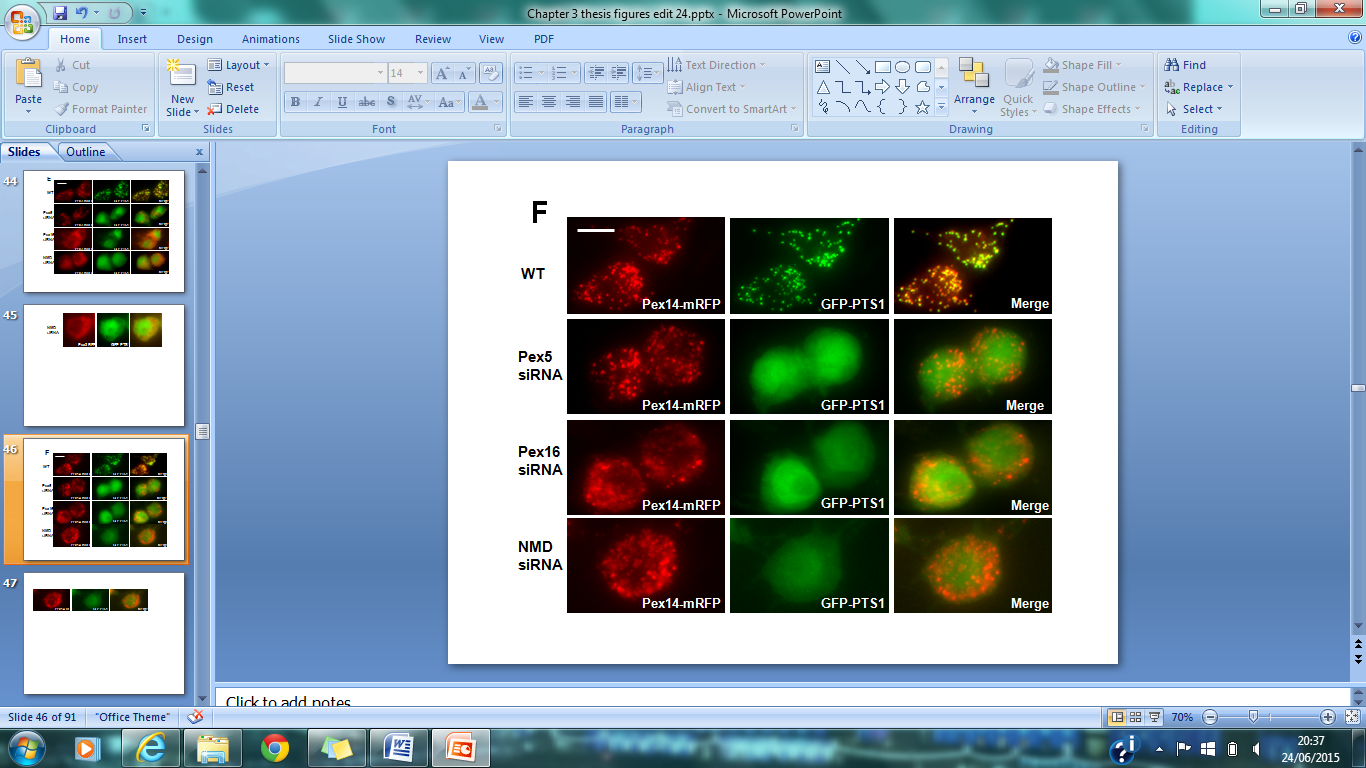 Chapter 3 thesis figures edit 24.pptx - Microsoft PowerPoint
Home Insert Design Animations Slide Show Review View PDF
Paste
Cut
Copy
Format Painter
Clipboard
New
Slide
Layout
Reset
Delete
Slides
14
B I U abc S AV Aa A
Font
Paragraph
Text Direction
Align Text
Convert to SmartArt
Arrange
Quick
Styles
Shape Fill
Shape Outline
Shape Effects
Drawing
Find
Replace
Select
Editing
Slides Outline x
44
45
46
47
F
WT
Pex14-mRFP GFP-PTS1 Merge
Pex5
siRNA
Pex14-mRFP GFP-PTS1 Merge
Pex16
siRNA
Pex14-mRFP GFP-PTS1 Merge
NMD
siRNA
Pex14-mRFP GFP-PTS1 Merge
Click to add notes
Slide 46 of 91 "Office Theme" 70%
20:37
24/06/2015